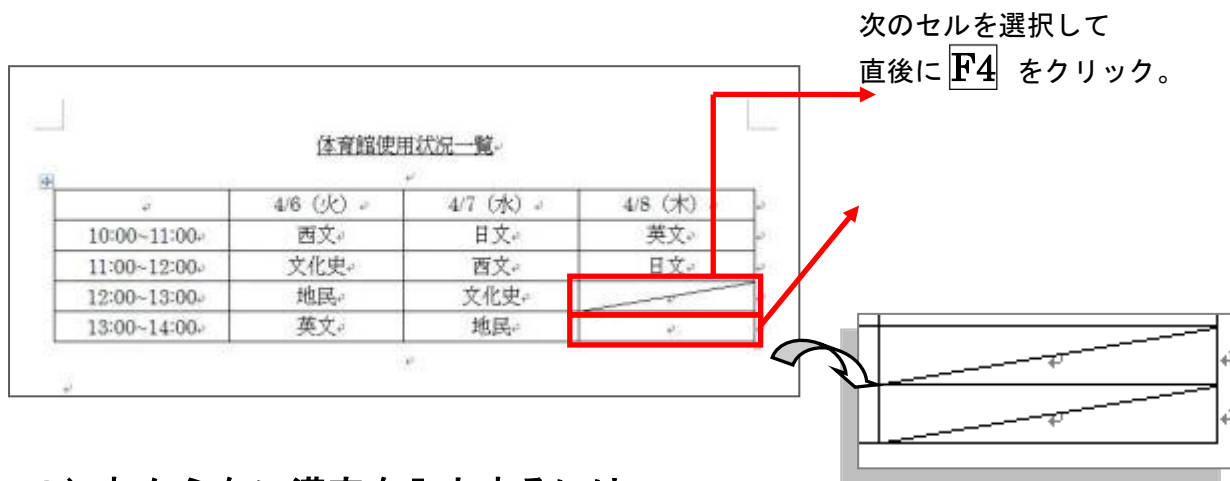 次のセルを選択して
直後に F4 をクリック。
体育館使用状況一覧
4/6（火） 4/7（水） 4/8（木）
10:00~11:00 西文 日文 英文
11:00~12:00 文化史 西文 日文
12:00~13:00 地民 文化史
13:00~14:00 英文 地民